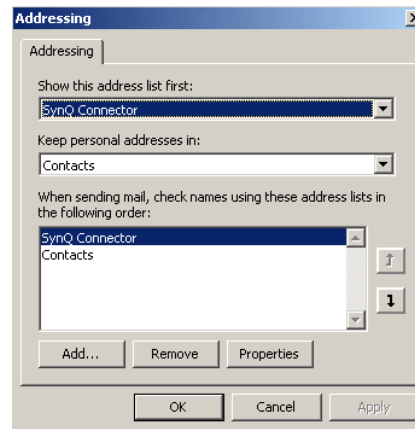 Addressing
Addressing
Show this address list first:
SynQ Connector
Keep personal addresses in:
Contacts
When sending mail, check names using these address lists in
the following order:
SynQ Connector
Contacts
Add... Remove Properties
OK Cancel Apply